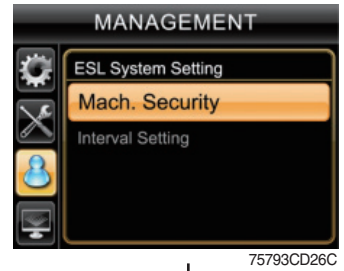 MANAGEMENT
ESL System Setting
Mach. Security
Interval Setting
75793CD26C